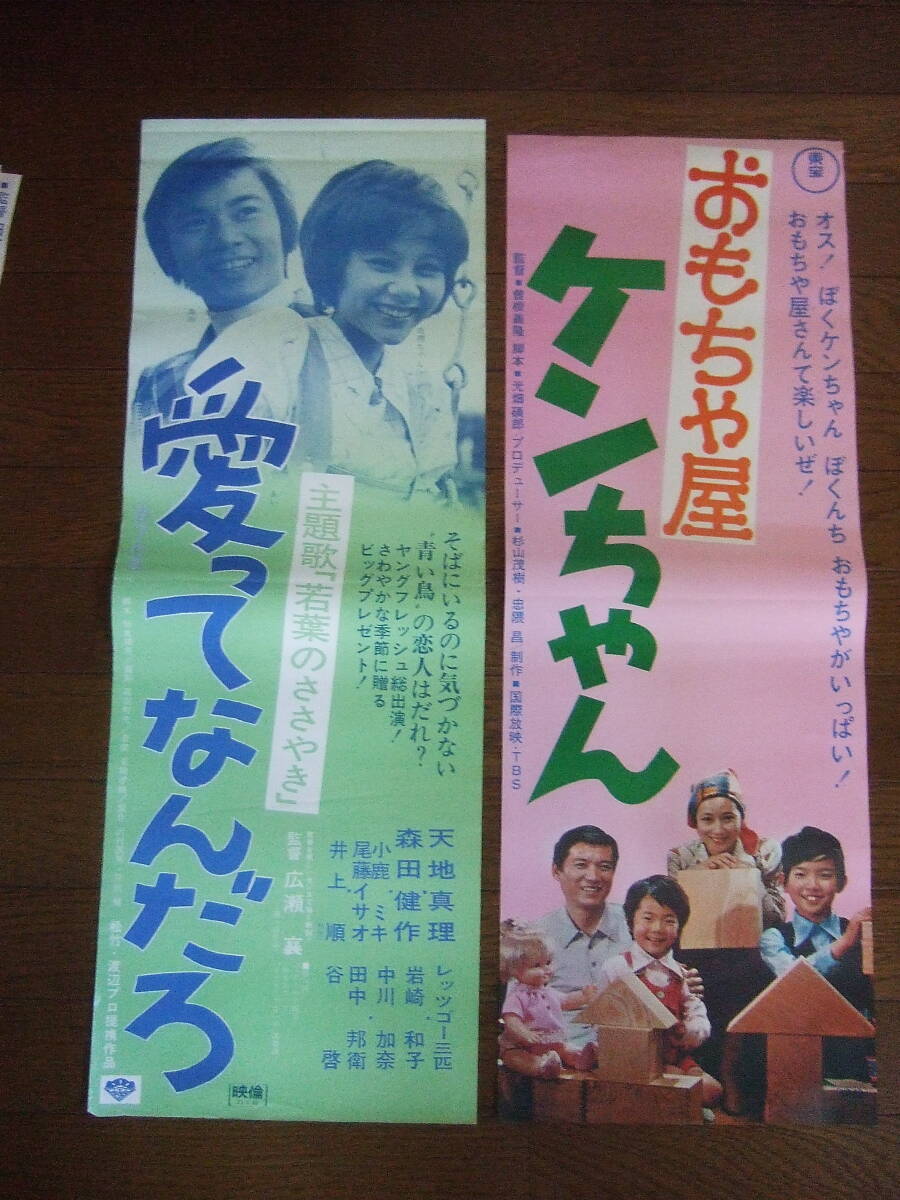 東宝
オス!ぼくケンちゃん ぼくんち おもちゃがいっぱい!
おもちゃ屋さんて楽しいぜ!
おもちゃ屋
ケンちゃん
プロデューサー■杉山茂樹・忠隈 昌 制作■国際放映・TBS
そばにいるのに気づかない
"青い鳥"の恋人はだれ?
ヤングフレッシュ総出演!
さわやかな季節に贈る
ビッグプレゼント!
主題歌「若葉のささやき」
愛ってなんだろ
天地真理
森田健作
小鹿ミキ
尾藤イサオ
井上 順
レッツゴー三匹
岩崎 和子
中川 加奈
田中 邦衛
谷 啓
監督 広瀬 襄
松竹・渡辺プロ提携作品
映倫